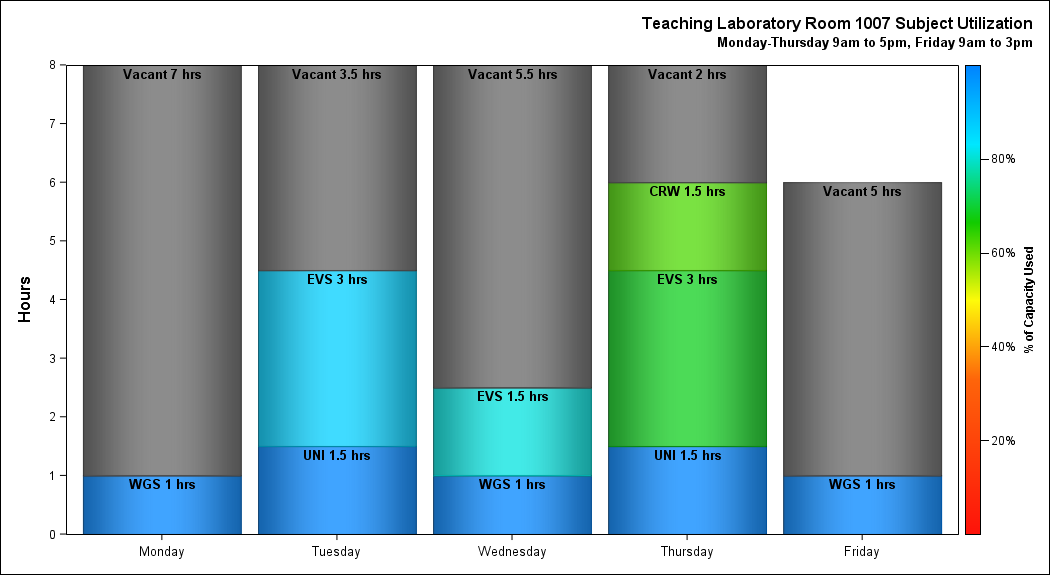 Teaching Laboratory Room 1007 Subject Utilization
Monday-Thursday 9am to 5pm, Friday 9am to 3pm
Hours
8
7
6
5
4
3
2
1
0
Vacant 7 hrs
WGS 1 hrs
Vacant 3.5 hrs
EVS 3 hrs
UNI 1.5 hrs
Vacant 5.5 hrs
EVS 1.5 hrs
WGS 1 hrs
Vacant 2 hrs
CRW 1.5 hrs
EVS 3 hrs
UNI 1.5 hrs
Vacant 5 hrs
WGS 1 hrs
Monday
Tuesday
Wednesday
Thursday
Friday
80%
60%
40%
20%
% of Capacity Used